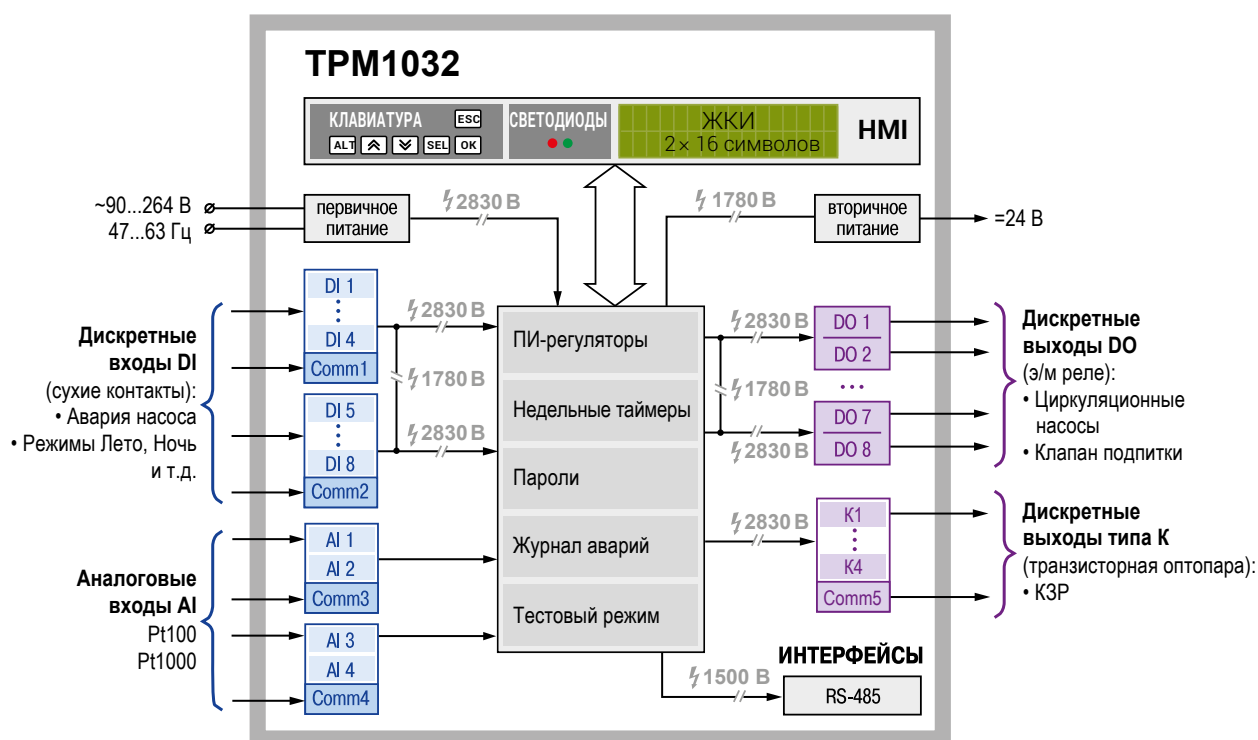 ТРМ1032
КЛАВИАТУРА
ESC
ALT
SEL
OK
СВЕТОДИОДЫ
ЖКИ
2× 16 символов
HMI
~90...264 В
47...63 Гц
первичное
питание
2830 В
1780 В
вторичное
питание
=24 В
Дискретные
входы DI
(сухие контакты):
• Авария насоса
• Режимы Лето, Ночь
и т.д.
DI 1
DI 4
Comm1
DI 5
DI 8
Comm2
2830 В
1780 В
2830 В
Аналоговые
входы AI
Pt100
Pt1000
AI 1
AI 2
Comm3
AI 3
AI 4
Comm4
ПИ-регуляторы
Недельные таймеры
Пароли
Журнал аварий
Тестовый режим
2830 В
1780 В
2830 В
DO 1
DO 2
...
DO 7
DO 8
Дискретные
выходы DO
(э/м реле):
• Циркуляционные
насосы
• Клапан подпитки
2830 В
К1
К4
Comm5
Дискретные
выходы типа К
(транзисторная оптопара):
• КЗР
1500 В
ИНТЕРФЕЙСЫ
RS-485